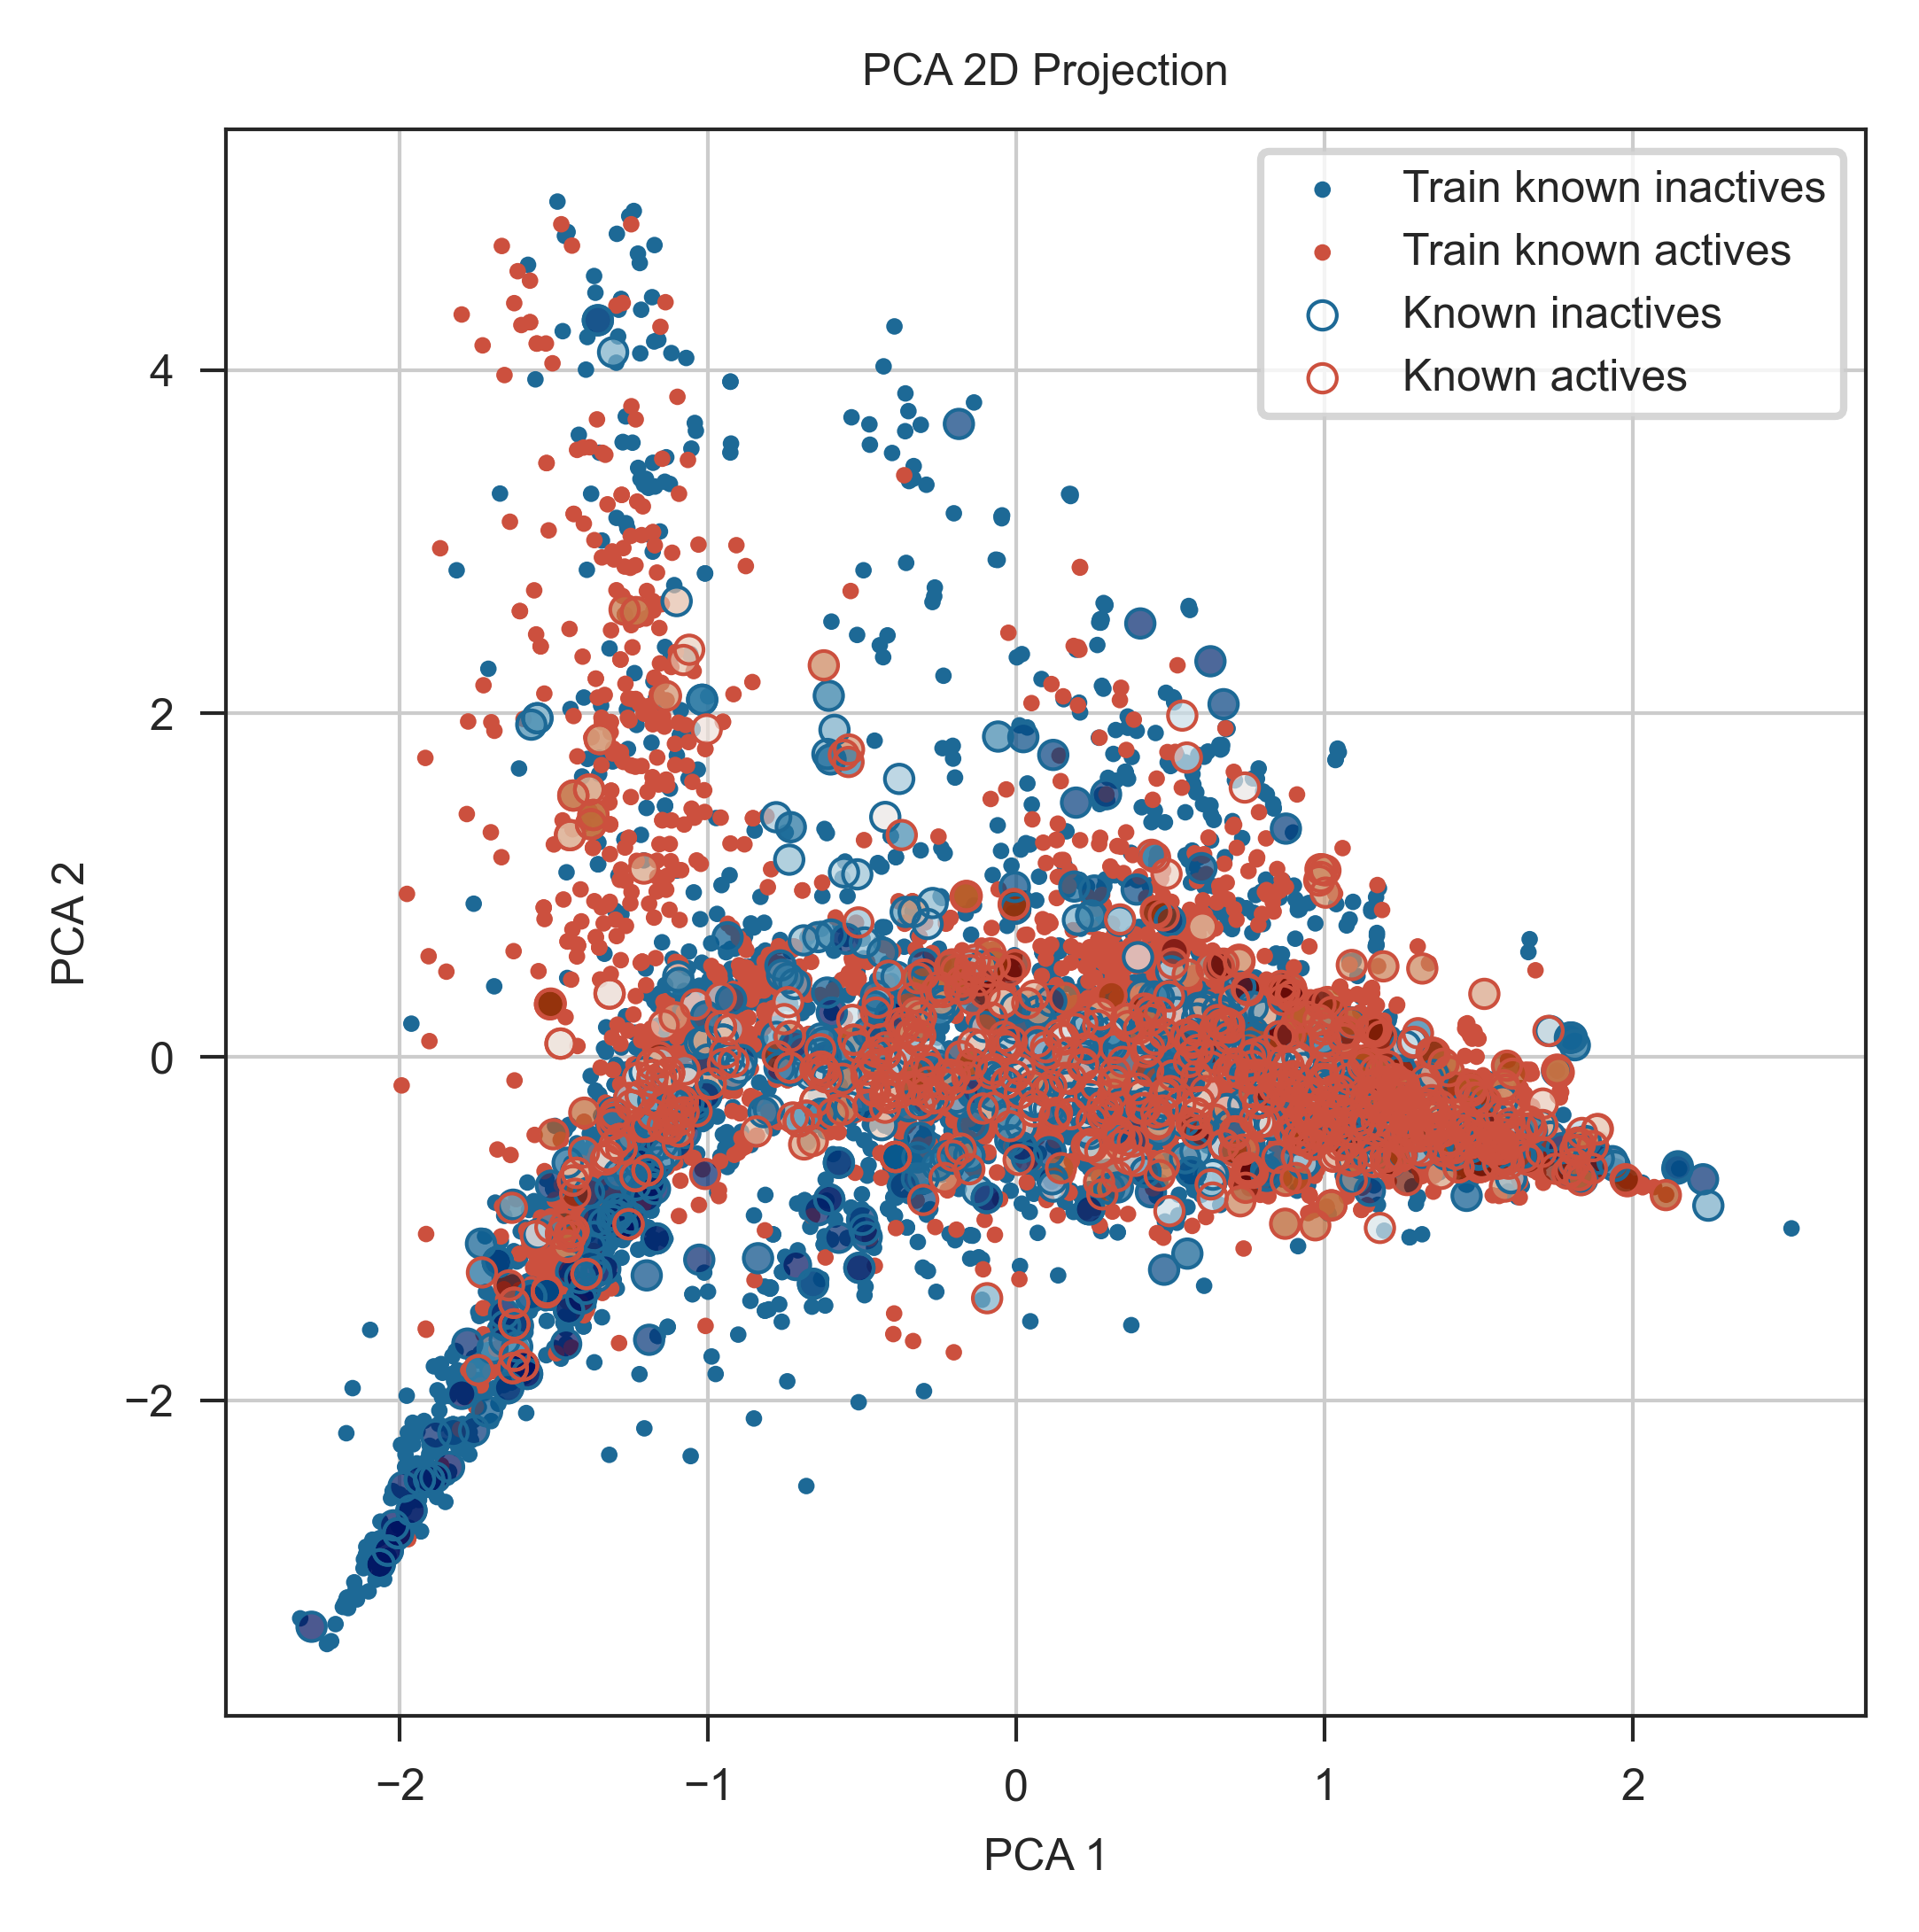 PCA 2D Projection
Train known inactives
Train known actives
Known inactives
Known actives
4
2
0
−2
PCA 2
−2
−1
0
1
2
PCA 1